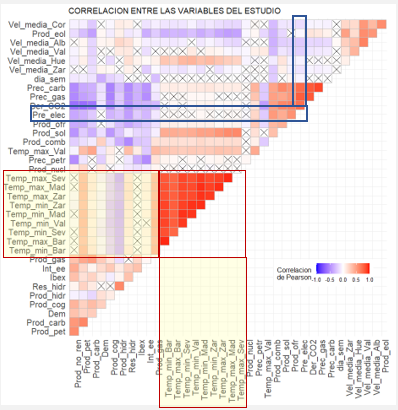 CORRELACION ENTRE LAS VARIABLES DEL ESTUDIO
Vel_media_Cor
Prod_eol
Vel_media_Alb
Vel_media_Val
Vel_media_Hue
Vel_media_Zar
dia_sem
Prec_carb
Prec_gas
Der_CO2
Pre_elec
Prod_ofr
Prod_sol
Prod_comb
Temp_max_Val
Prec_petr
Prod_nucl
Temp_max_Sev
Temp_max_Mad
Temp_max_Zar
Temp_min_Zar
Temp_min_Mad
Temp_min_Val
Temp_min_Sev
Temp_max_Bar
Temp_min_Bar
Prod_gas
Int_ee
Ibex
Res_hidr
Prod_hidr
Prod_cog
Dem
Prod_carb
Prod_pet
Correlacion
de Pearson
-1.0 -0.5 0.0 0.5 1.0
Prod_no_ren
Prod_pet
Prod_carb
Dem
Prod_cog
Prod_hidr
Res_hidr
Ibex
Int_ee
Prod_gas
Temp_min_Bar
Temp_max_Bar
Temp_min_Sev
Temp_min_Val
Temp_min_Mad
Temp_min_Zar
Temp_max_Zar
Temp_max_Mad
Temp_max_Sev
Prod_nucl
Prec_petr
Temp_max_Val
Prod_comb
Prod_sol
Prod_ofr
Pre_elec
Der_CO2
Prec_gas
Prec_carb
dia_sem
Vel_media_Zar
Vel_media_Hue
Vel_media_Val
Vel_media_Alb
Prod_eol